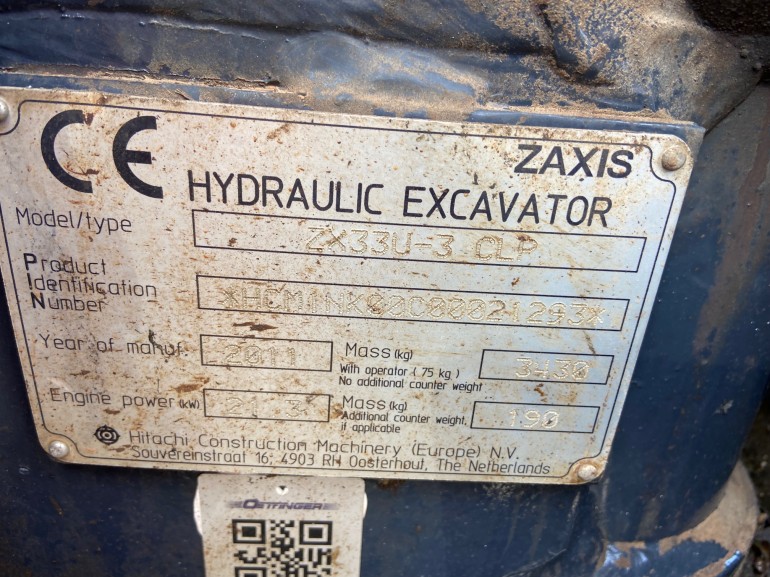 CE
ZAXIS
HYDRAULIC EXCAVATOR
Model/type ZX33U-3 CLP
Product
Identification
Number
Year of manuf. 2011
Mass(kg)
With operator ( 75 kg )
No additional counter weight
3430
Engine power(kW) 21.3
Mass(kg)
Additional counter weight,
if applicable
190
Hitachi Construction Machinery (Europe) N.V.
Souvereinstraat 16, 4903 RH Oosterhout, The Netherlands
OETTINGER